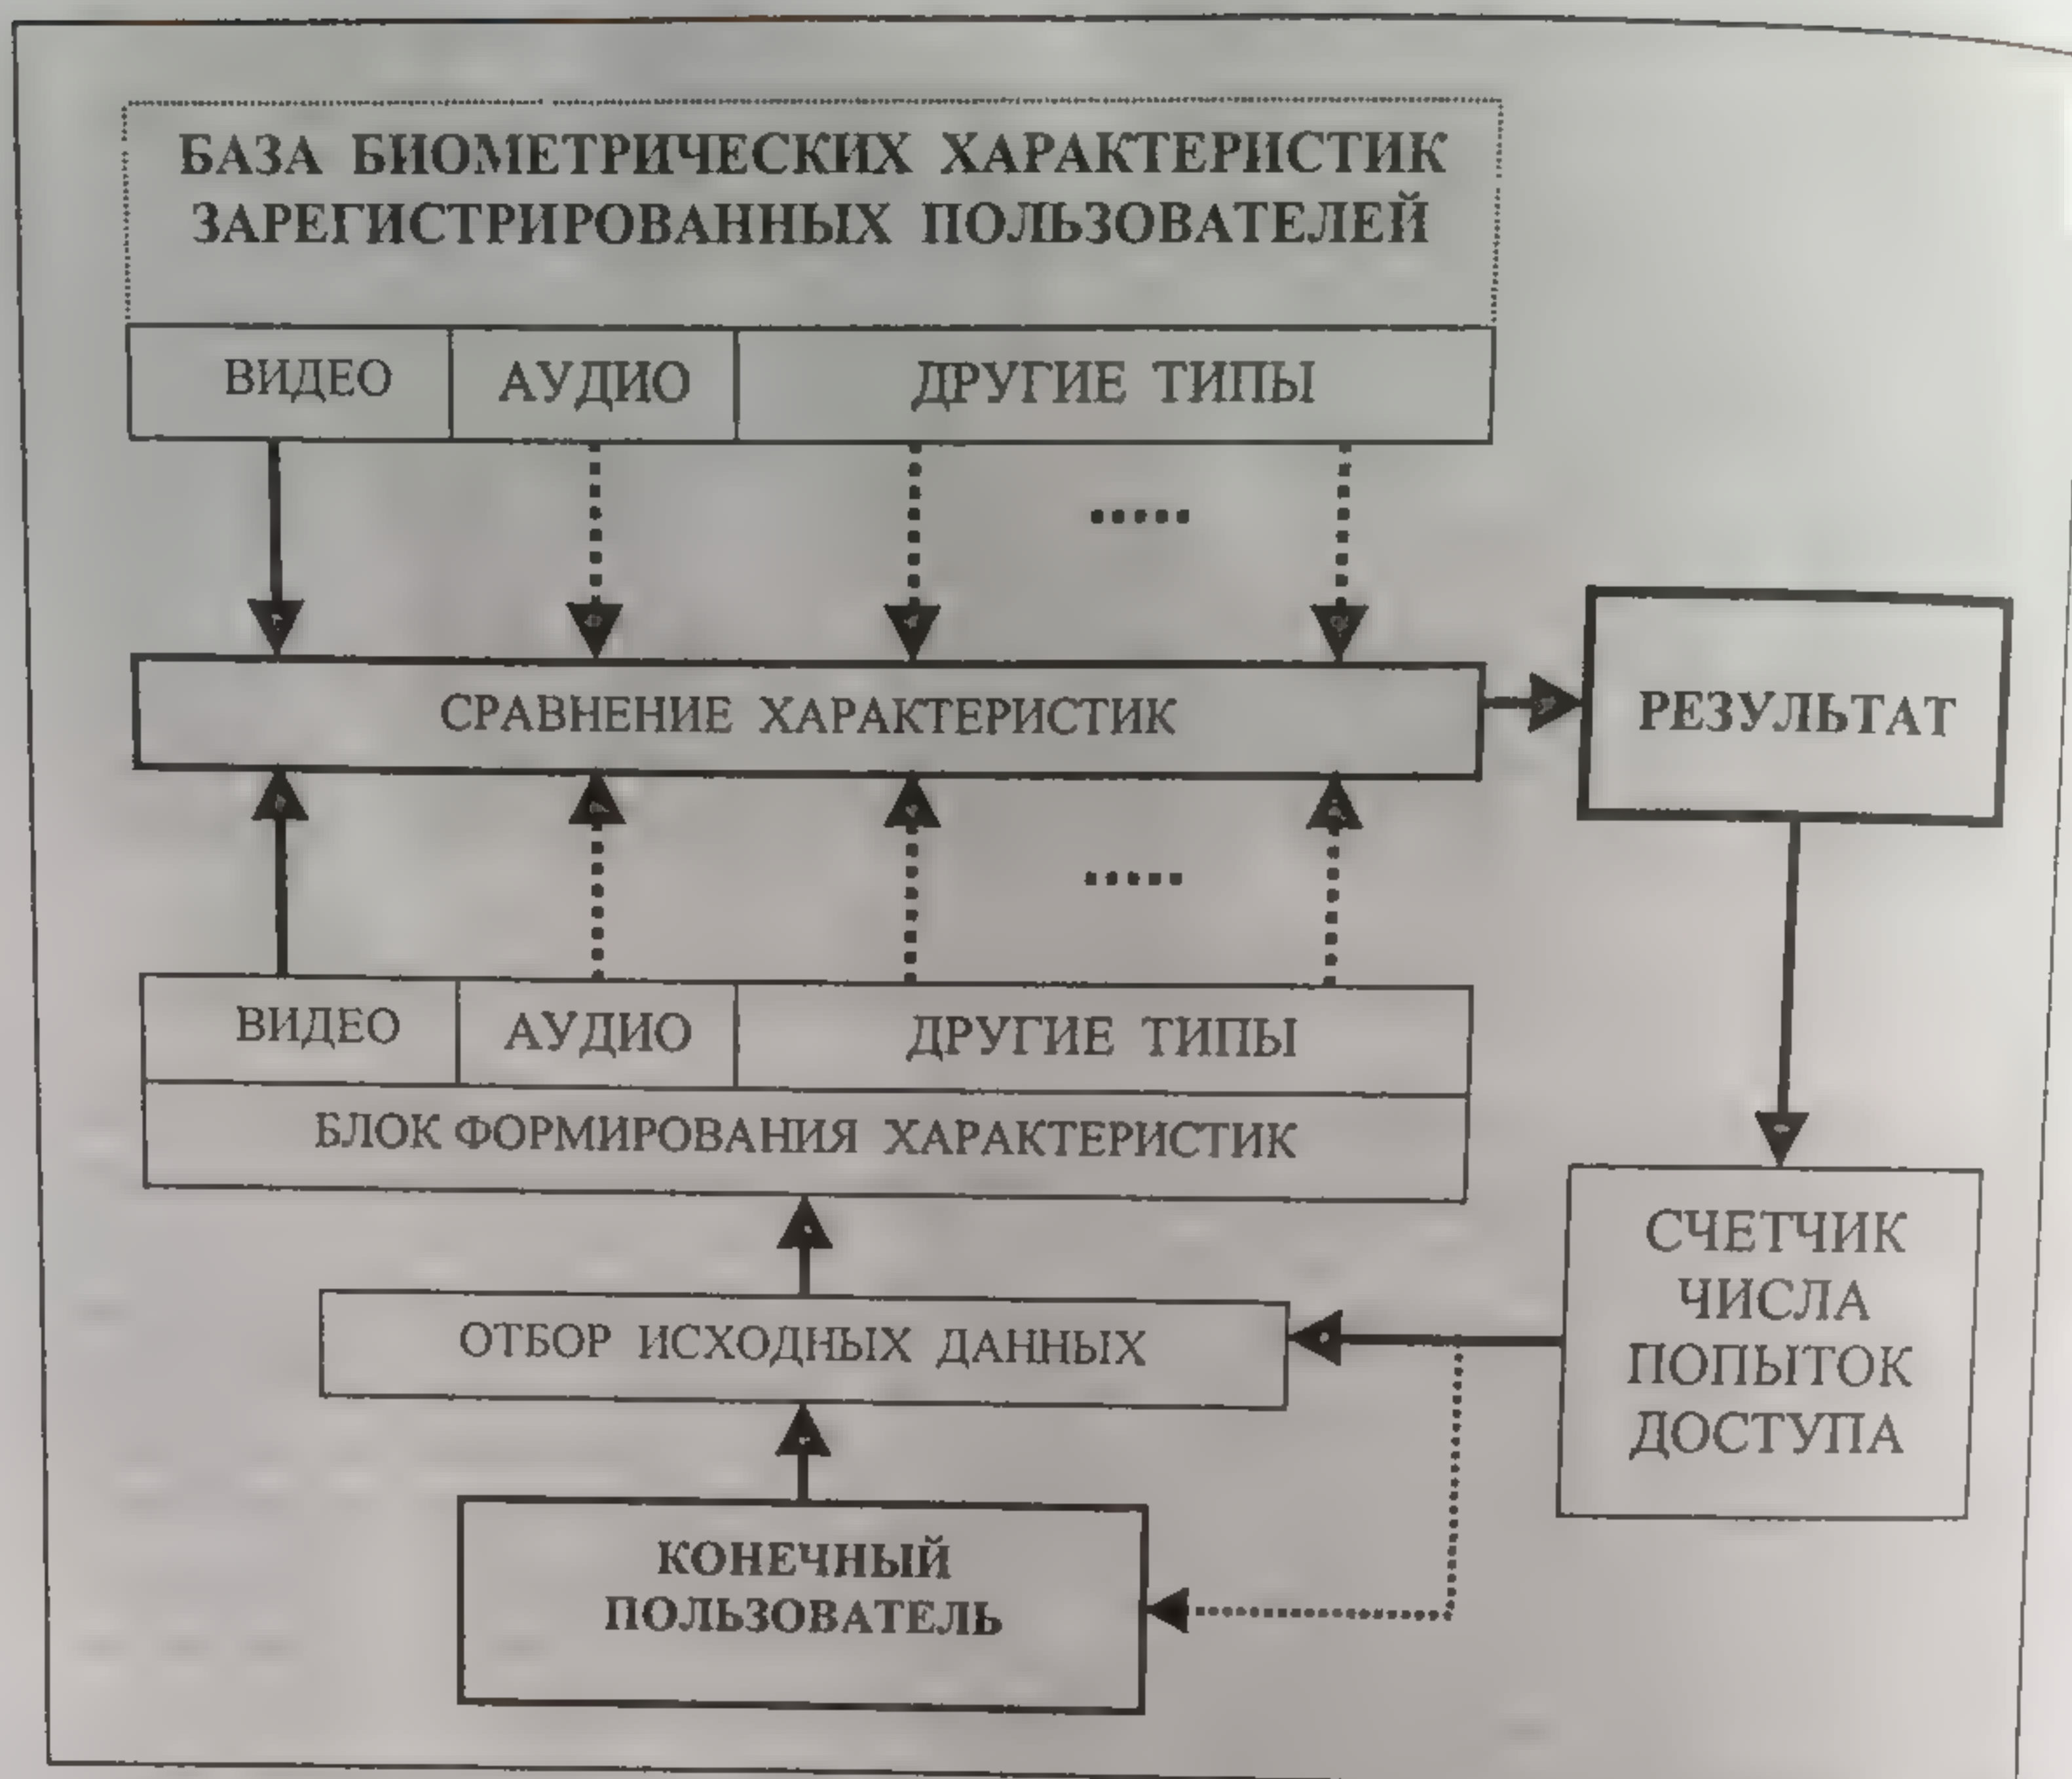 БАЗА БИОМЕТРИЧЕСКИХ ХАРАКТЕРИСТИК
ЗАРЕГИСТРИРОВАННЫХ ПОЛЬЗОВАТЕЛЕЙ
ВИДЕО АУДИО ДРУГИЕ ТИПЫ
СРАВНЕНИЕ ХАРАКТЕРИСТИК
РЕЗУЛЬТАТ
ВИДЕО АУДИО ДРУГИЕ ТИПЫ
БЛОК ФОРМИРОВАНИЯ ХАРАКТЕРИСТИК
ОТБОР ИСХОДНЫХ ДАННЫХ
СЧЕТЧИК
ЧИСЛА
ПОПЫТОК
ДОСТУПА
КОНЕЧНЫЙ
ПОЛЬЗОВАТЕЛЬ